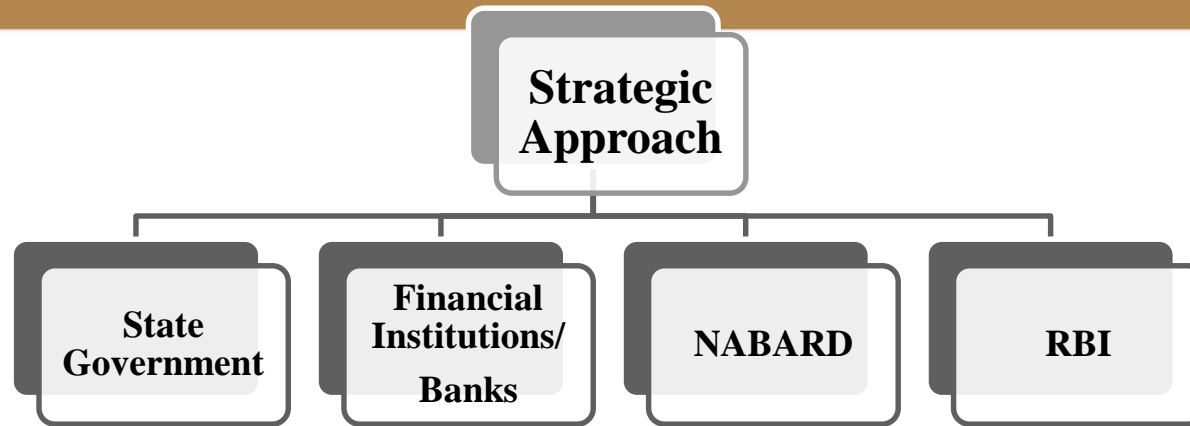 Strategic
Approach
State
Government
Financial
Institutions/
Banks
NABARD
RBI